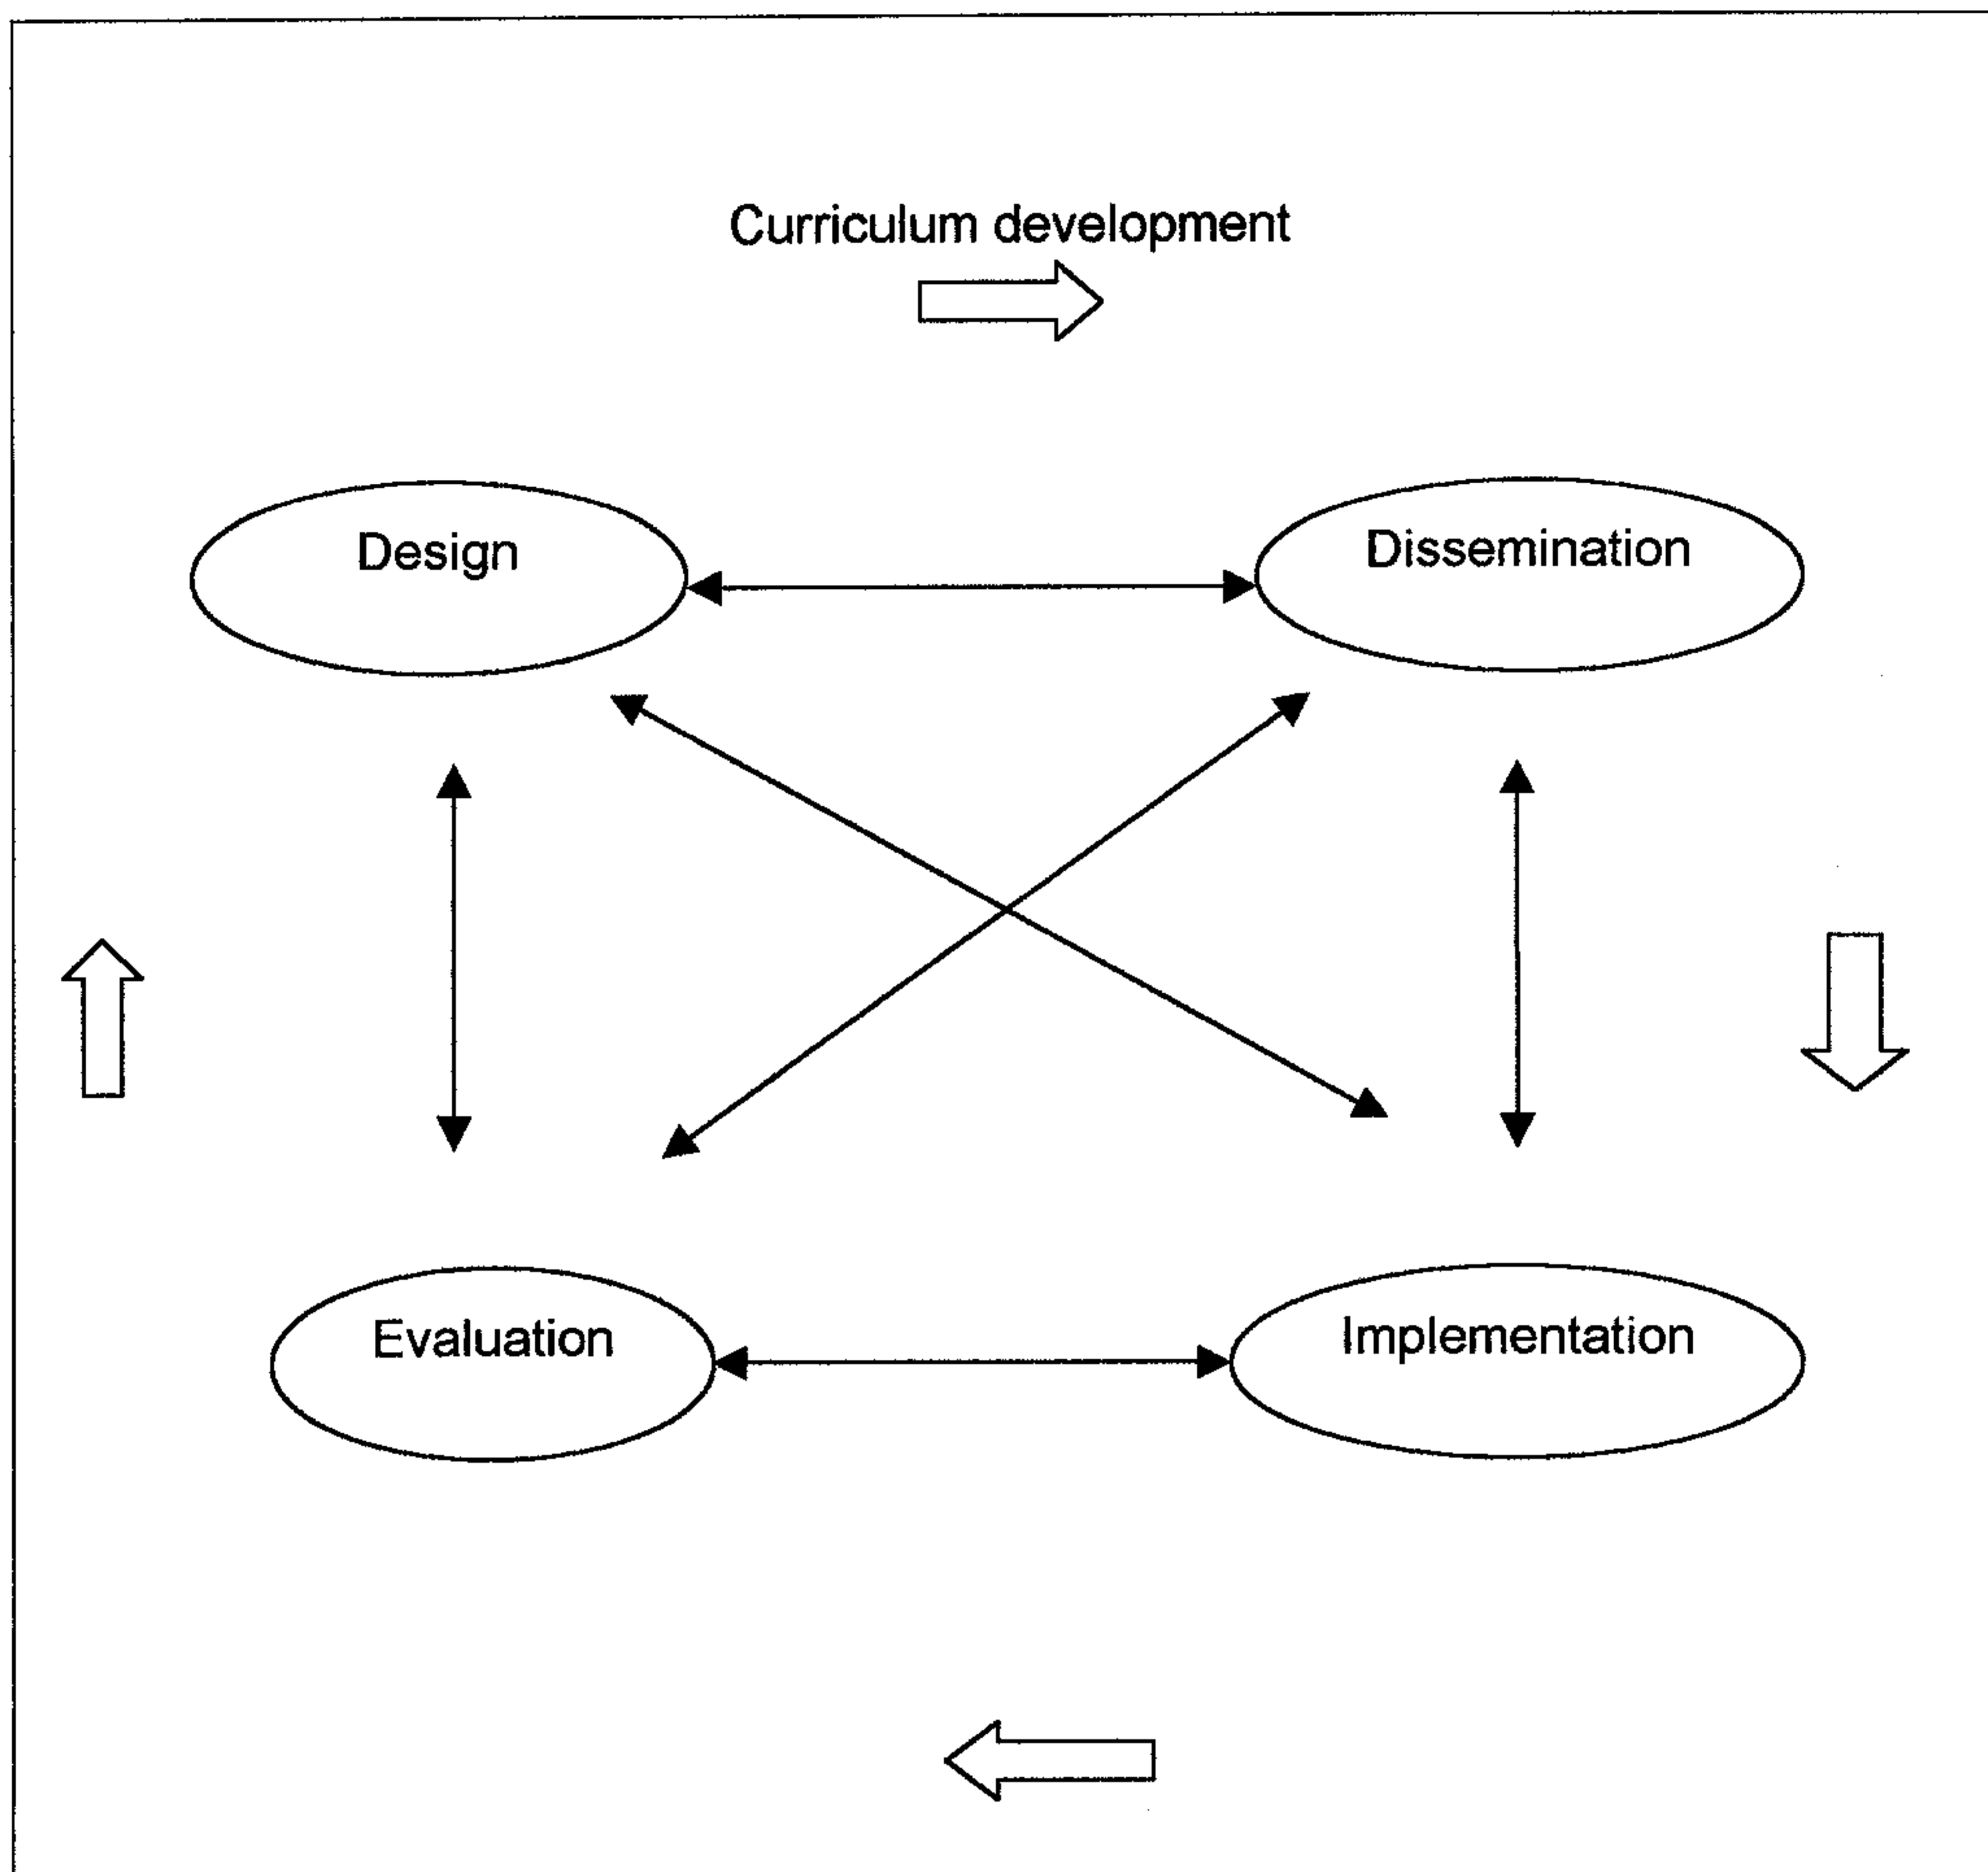 Curriculum development
Design
Dissemination
Evaluation
Implementation